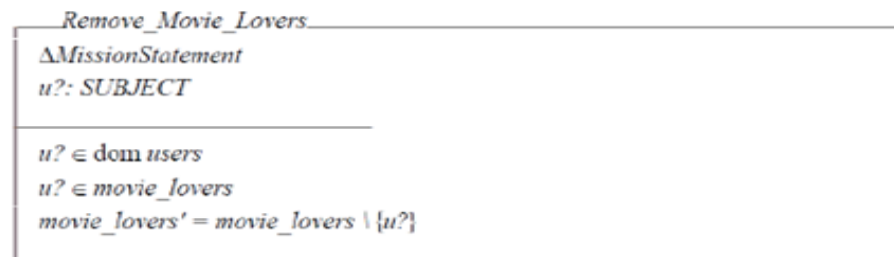 Remove_Movie_Lovers
ΔMissionStatement
u?: SUBJECT
u? ∈ dom users
u? ∈ movie_lovers
movie_lovers' = movie_lovers \ {u?}